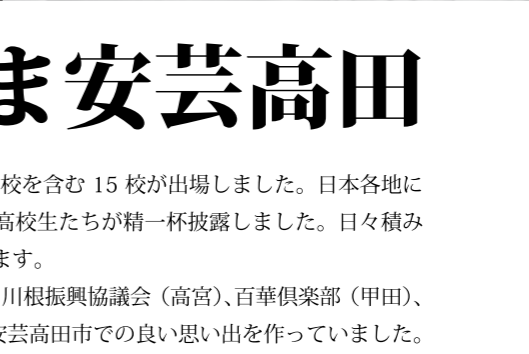 ま安芸高田
校を含む 15 校が出場しました。日本各地に
高校生たちが精一杯披露しました。日々積み
ます。
川根振興協議会（高宮）、百華倶楽部（甲田）、
安芸高田市での良い思い出を作っていました。